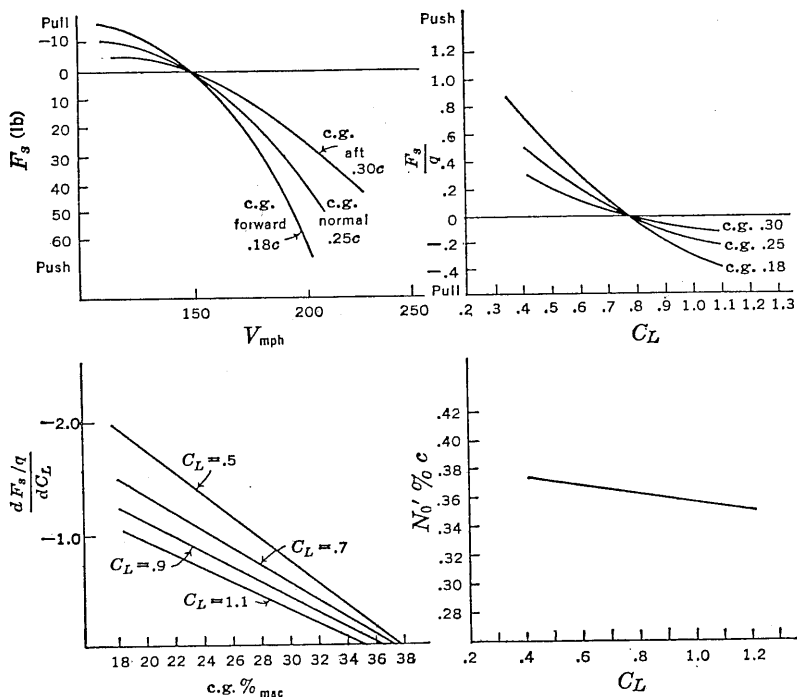 Pull
-10
0
10
20
30
40
50
60
Push
F_s (lb)
c.g.
aft
.30c
c.g.
forward
.18c
c.g.
normal
.25c
150
200
250
V_mph
Push
1.2
1.0
.8
.6
.4
.2
0
-.2
-.4
Pull
F_s/q
c.g. .30
c.g. .25
c.g. .18
.2 .3 .4 .5 .6 .7 .8 .9 1.0 1.1 1.2 1.3
C_L
-2.0
-1.0
dF_s/q
dC_L
C_L=.5
C_L=.7
C_L=.9
C_L=1.1
18 20 22 24 26 28 30 32 34 36 38
c.g. % mac
.42
.40
.38
.36
.34
.32
.30
.28
N_0' % c
.2 .4 .6 .8 1.0 1.2
C_L